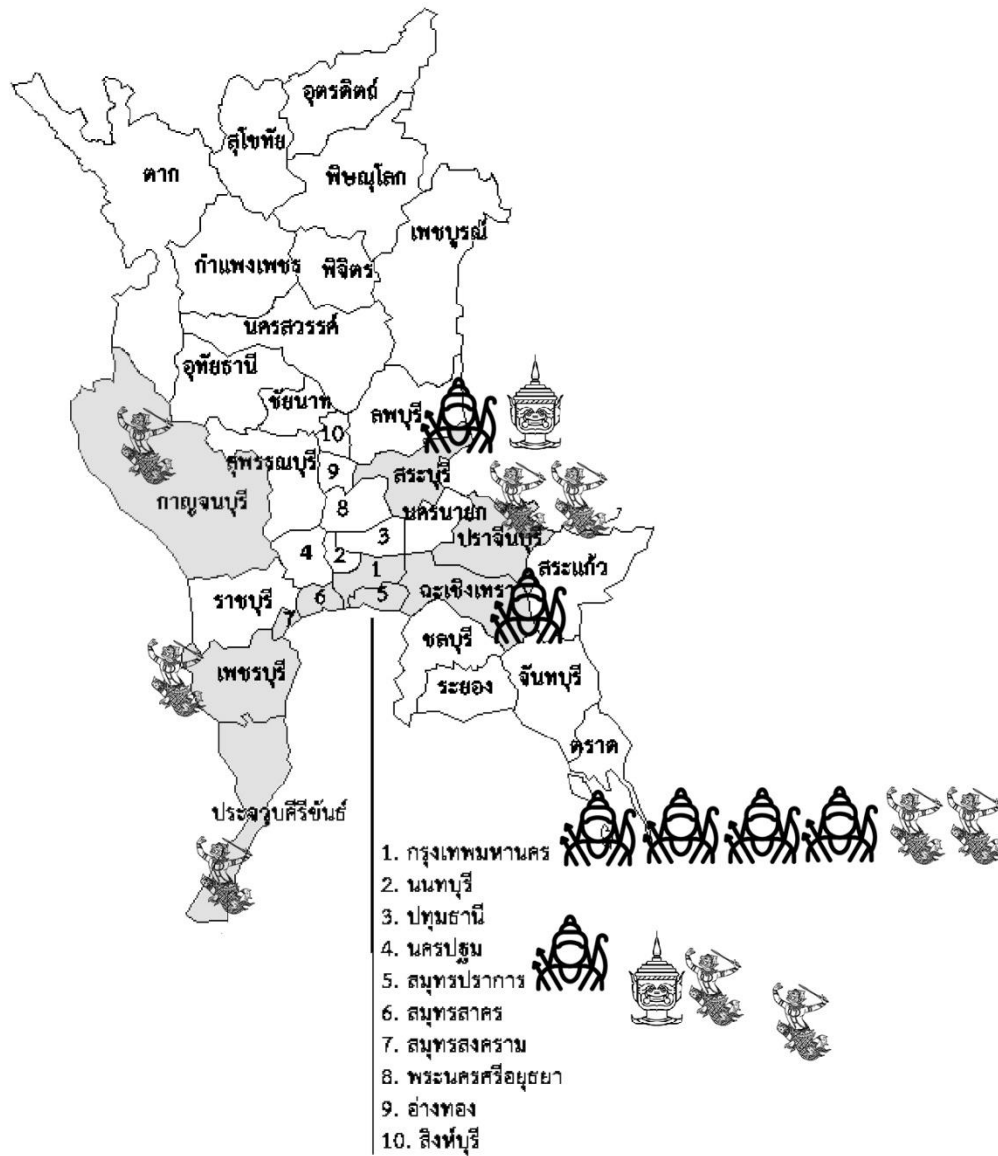 อุตรดิตถ์
สุโขทัย
ตาก
พิษณุโลก
เพชบูรณ์
กำแพงเพชร
พิจิตร
นครสวรรค์
อุทัยธานี
ชัยนาท
ลพบุรี
10
สุพรรณบุรี
9
สระบุรี
กาญจนบุรี
8
นครนายก
3
ปราจีนบุรี
4
2
สระแก้ว
1
ฉะเชิงเทรา
ราชบุรี
6
5
7
ชลบุรี
เพชรบุรี
ระยอง
จันทบุรี
ตราด
ประจวบคีรีขันธ์
1. กรุงเทพมหานคร
2. นนทบุรี
3. ปทุมธานี
4. นครปฐม
5. สมุทรปราการ
6. สมุทรสาคร
7. สมุทรสงคราม
8. พระนครศรีอยุธยา
9. อ่างทอง
10. สิงห์บุรี